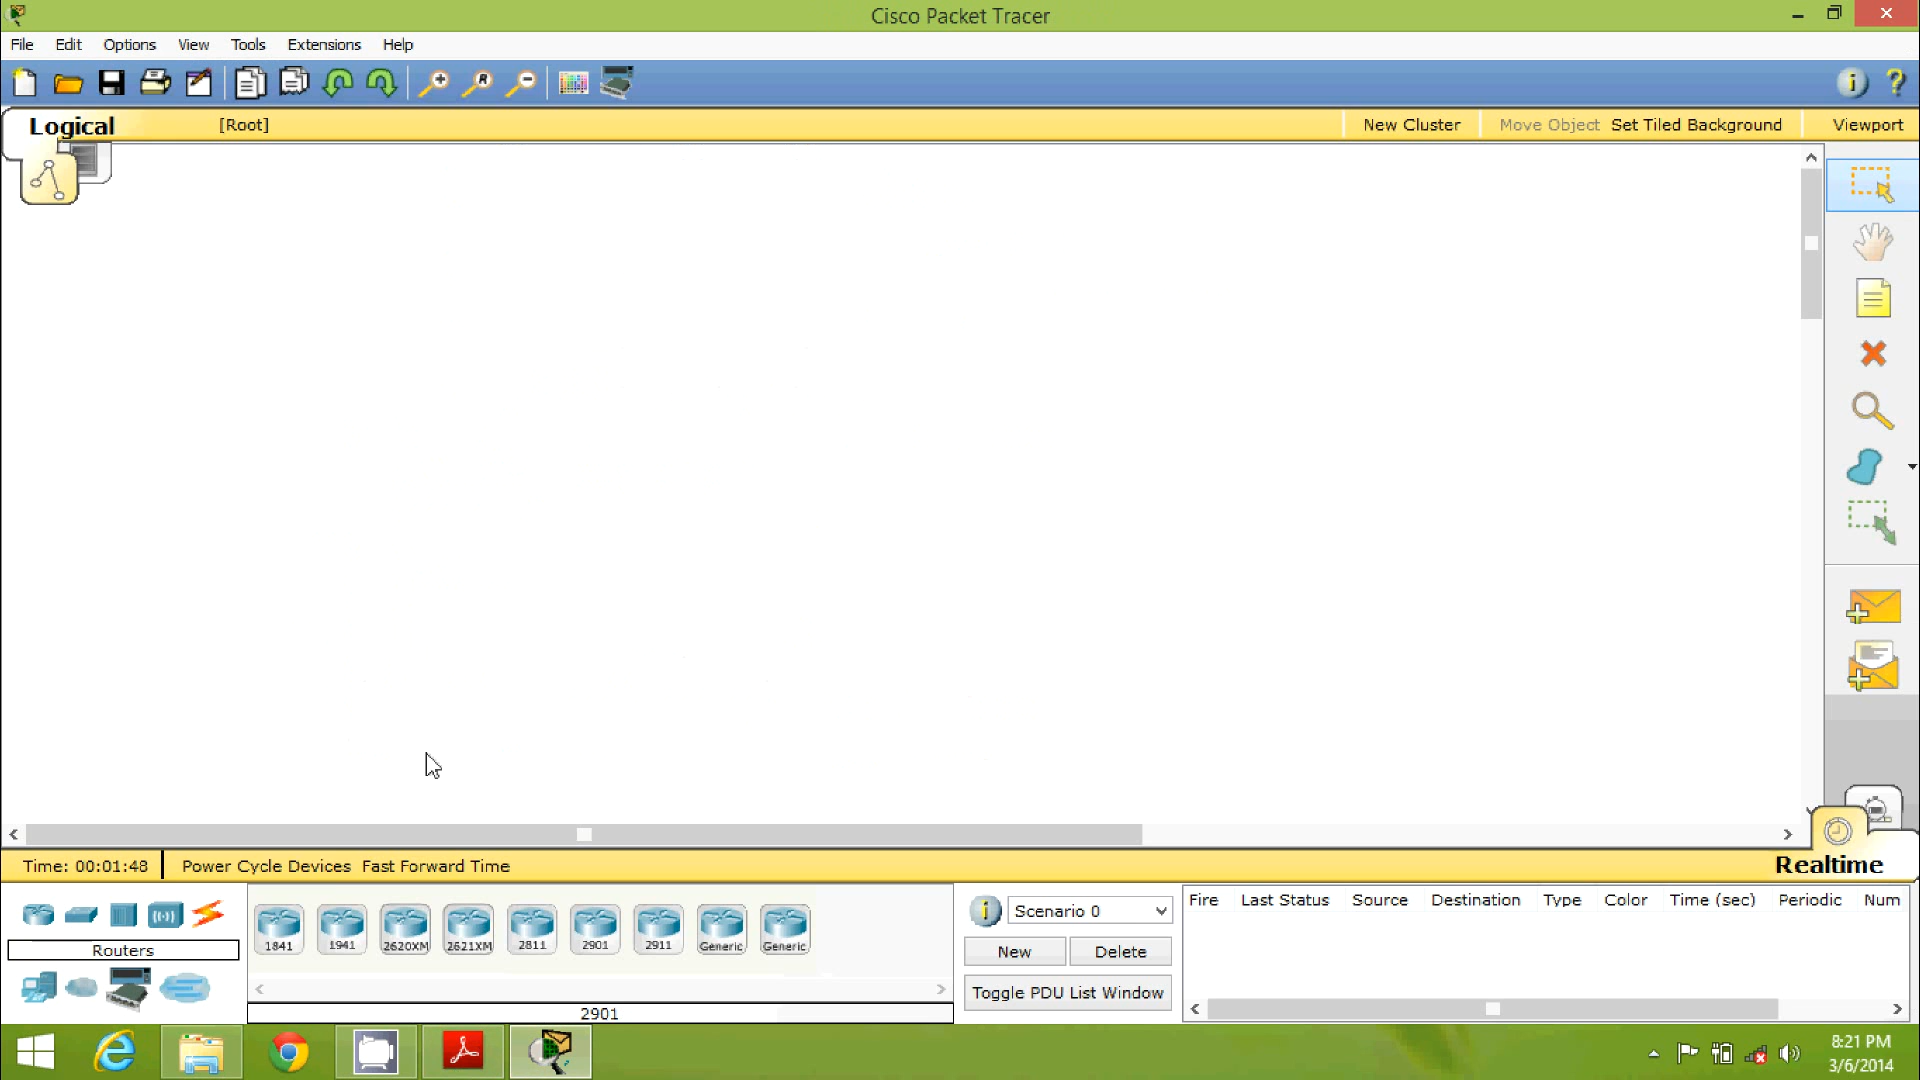 Cisco Packet Tracer
File Edit Options View Tools Extensions Help
R
i ?
Logical [Root] New Cluster Move Object Set Tiled Background Viewport
Time: 00:01:48 Power Cycle Devices Fast Forward Time Realtime
1841 1941 2620XM 2621XM 2811 2901 2911 Generic Generic
Routers
2901
i Scenario 0
New Delete
Toggle PDU List Window
Fire Last Status Source Destination Type Color Time (sec) Periodic Num
8:21 PM
3/6/2014